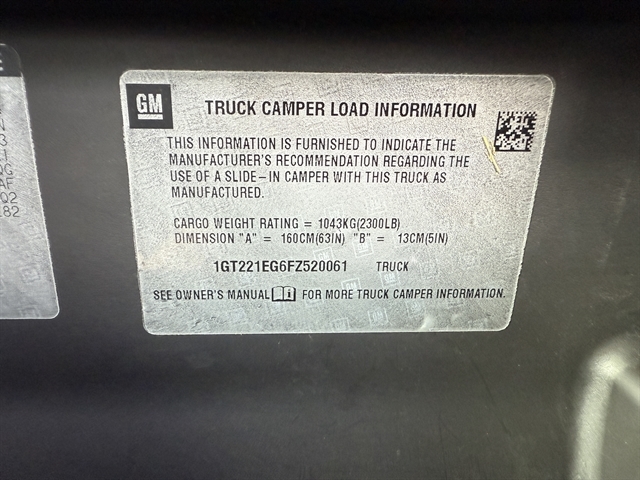 GM
TRUCK CAMPER LOAD INFORMATION
THIS INFORMATION IS FURNISHED TO INDICATE THE
MANUFACTURER'S RECOMMENDATION REGARDING THE
USE OF A SLIDE-IN CAMPER WITH THIS TRUCK AS
MANUFACTURED.
CARGO WEIGHT RATING = 1043KG(2300LB)
DIMENSION "A" = 160CM(63IN) "B" = 13CM(5IN)
1GT221EG6FZ520061 TRUCK
SEE OWNER'S MANUAL FOR MORE TRUCK CAMPER INFORMATION.